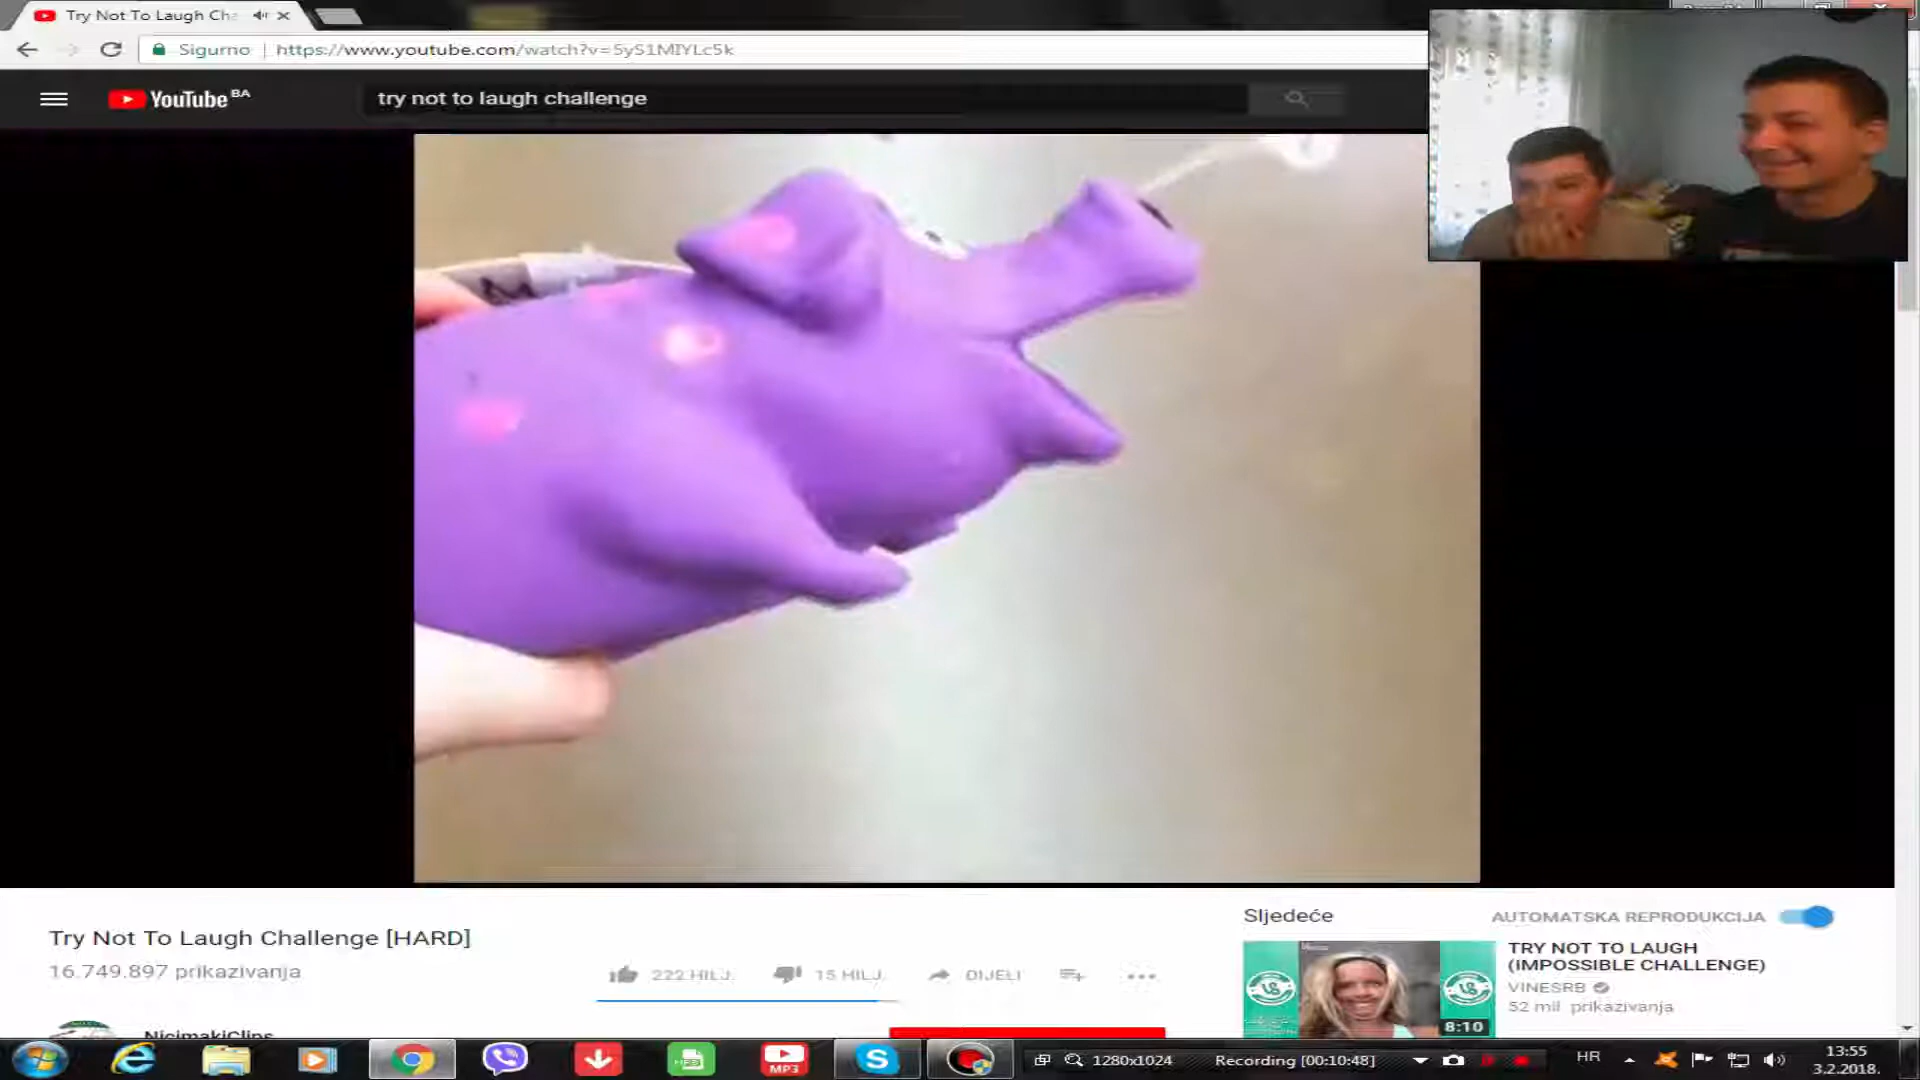 Try Not To Laugh Cha
Sigurno https://www.youtube.com/watch?v=5yS1MIYLc5k
YouTube BA
try not to laugh challenge
Try Not To Laugh Challenge [HARD]
16.749.897 prikazivanja
222 HILJ. 15 HILJ. DIJELI
NicimakiClips
Sljedeće
AUTOMATSKA REPRODUKCIJA
TRY NOT TO LAUGH
(IMPOSSIBLE CHALLENGE)
VINESRB
52 mil prikazivanja
8:10
MP3
1280x1024
Recording [00:10:48]
HR
13:55
3.2.2018.